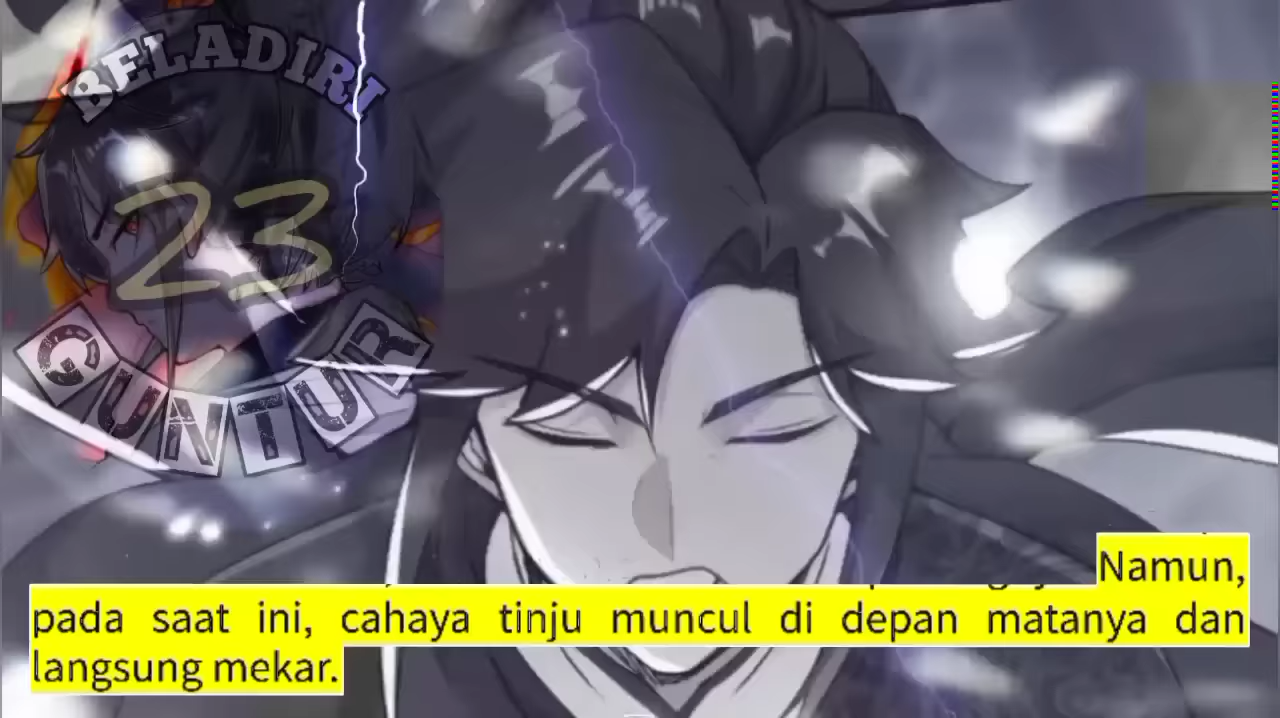 BELADIRI
23
GUNTUR
Namun,
pada saat ini, cahaya tinju muncul di depan matanya dan
langsung mekar.